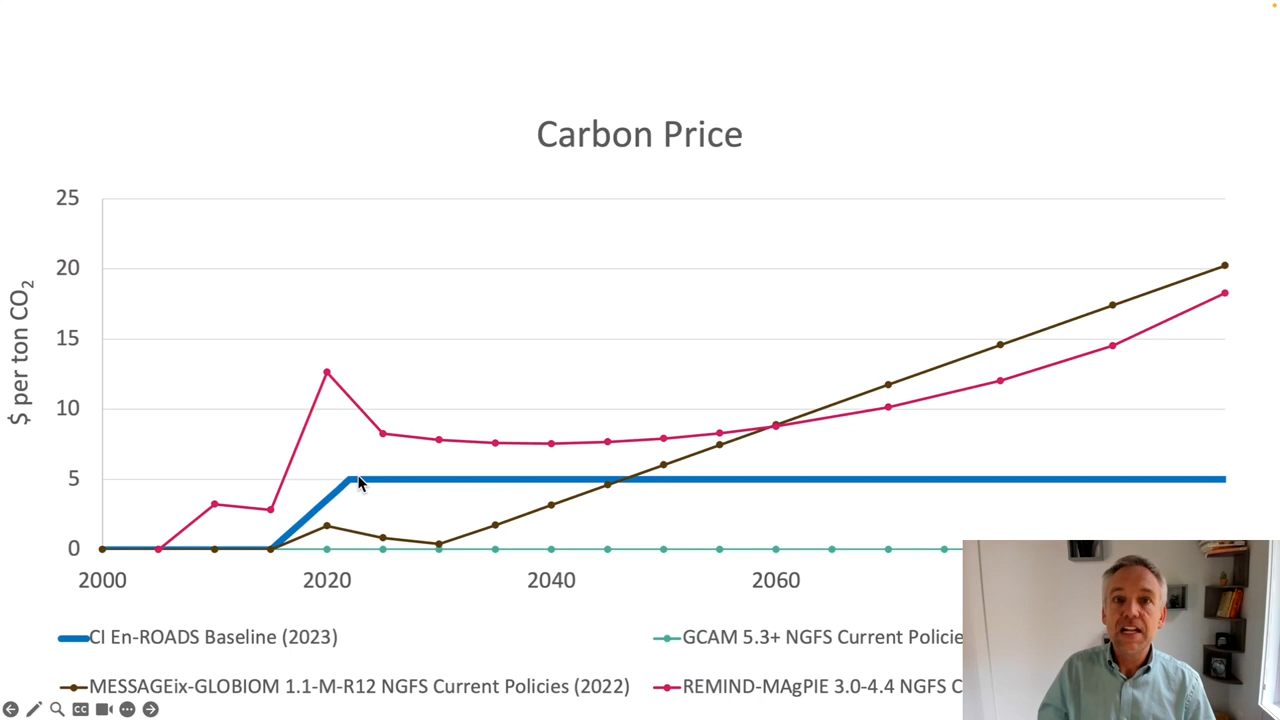 Carbon Price
$ per ton CO₂
25
20
15
10
5
0
2000 2020 2040 2060
CI En-ROADS Baseline (2023) GCAM 5.3+ NGFS Current Policie
MESSAGEix-GLOBIOM 1.1-M-R12 NGFS Current Policies (2022) REMIND-MAgPIE 3.0-4.4 NGFS C
CC